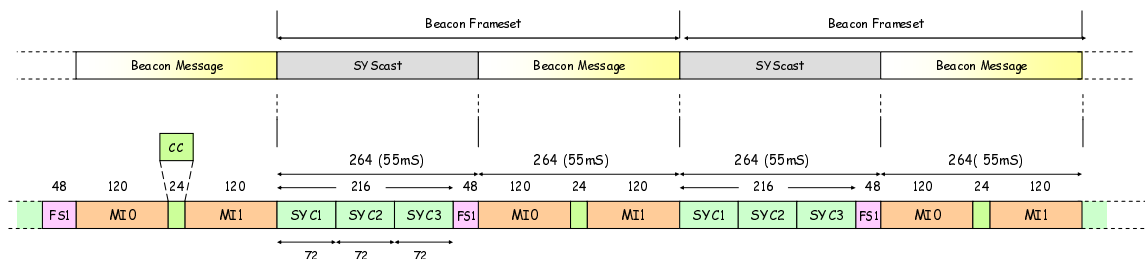 Beacon Frameset Beacon Frameset
Beacon Message SYScast Beacon Message SYScast Beacon Message
CC
264 (55mS) 264 (55mS) 264 (55mS) 264( 55mS)
48 120 24 120 216 48 120 24 120 216 48 120 24 120
FS1 MI0 MI1 SYC1 SYC2 SYC3 FS1 MI0 MI1 SYC1 SYC2 SYC3 FS1 MI0 MI1
72 72 72